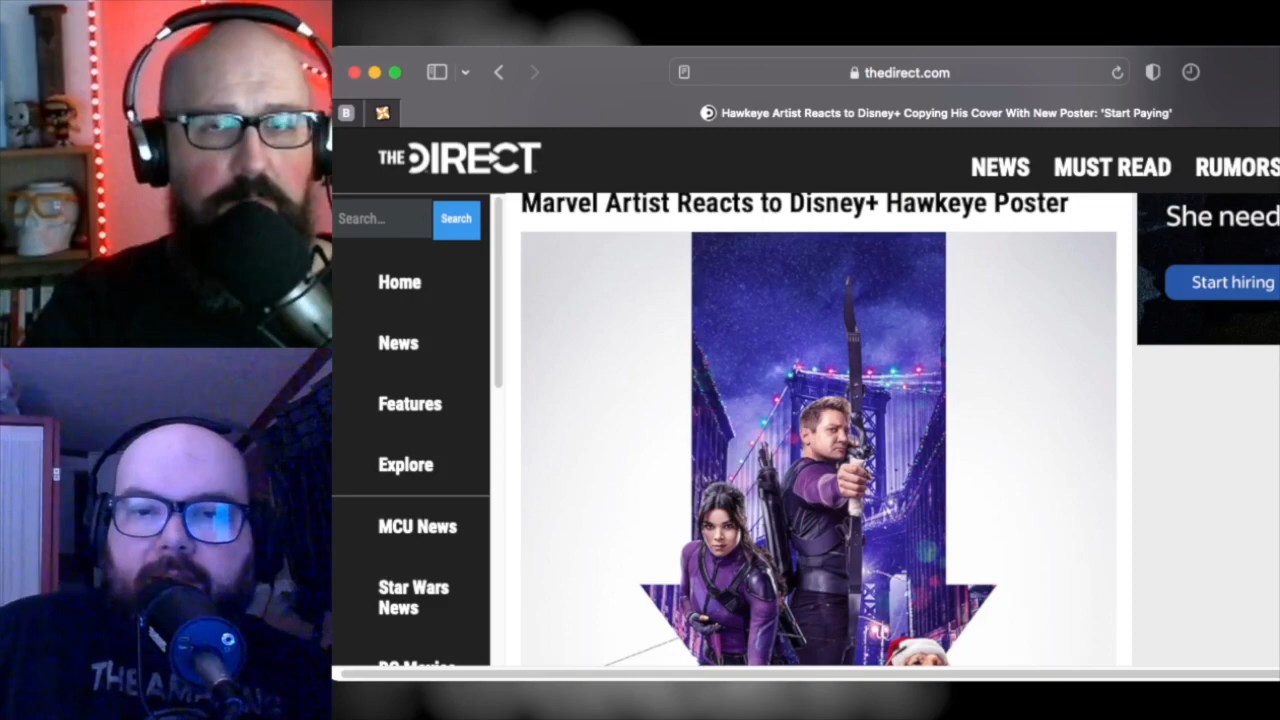 thedirect.com
B
Hawkeye Artist Reacts to Disney+ Copying His Cover With New Poster: "Start Paying"
THE DIRECT
NEWS MUST READ RUMORS
Search...
Search
Marvel Artist Reacts to Disney+ Hawkeye Poster
She need
Start hiring
Home
News
Features
Explore
MCU News
Star Wars
News
THE AMAZING